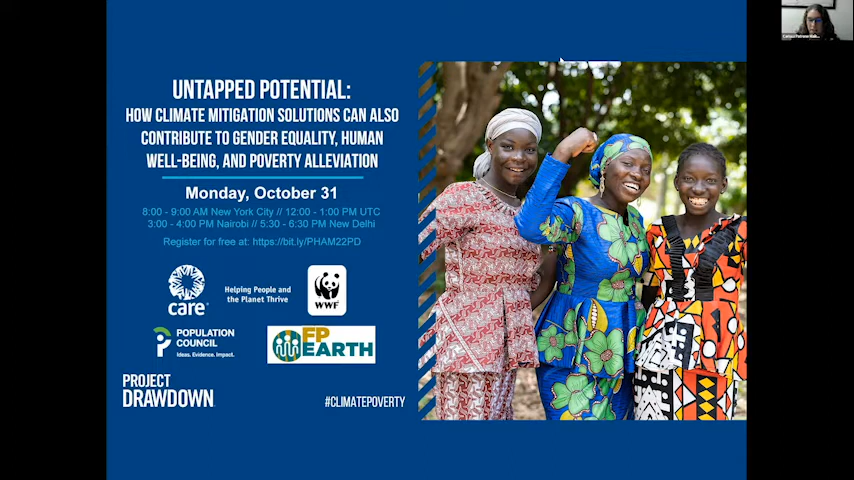 UNTAPPED POTENTIAL:
HOW CLIMATE MITIGATION SOLUTIONS CAN ALSO
CONTRIBUTE TO GENDER EQUALITY, HUMAN
WELL-BEING, AND POVERTY ALLEVIATION
Monday, October 31
8:00 - 9:00 AM New York City // 12:00 - 1:00 PM UTC
3:00 - 4:00 PM Nairobi // 5:30 - 6:30 PM New Delhi
Register for free at: https://bit.ly/PHAM22PD
care
Helping People and
the Planet Thrive
WWF
POPULATION
COUNCIL
Ideas. Evidence. Impact.
FP
EARTH
PROJECT
DRAWDOWN
#CLIMATEPOVERTY